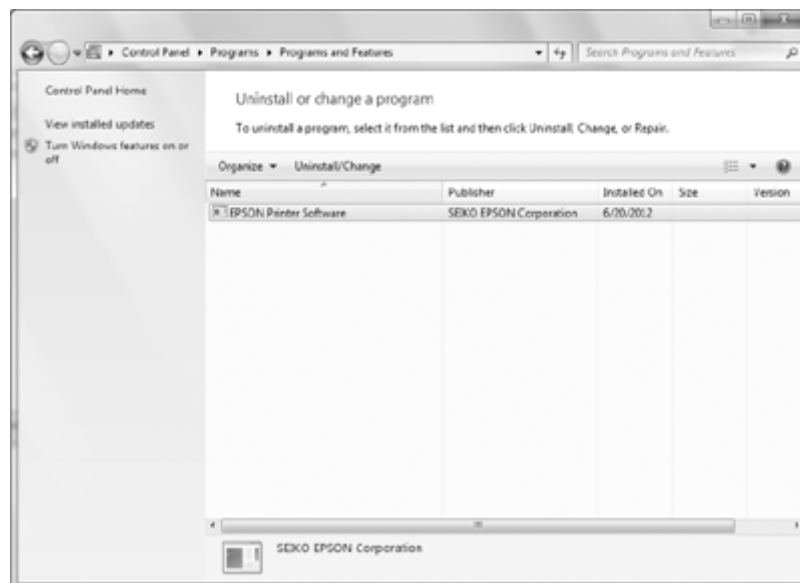 Control Panel ▸ Programs ▸ Programs and Features
Search Programs and Features
Control Panel Home
View installed updates
Turn Windows features on or off
Uninstall or change a program
To uninstall a program, select it from the list and then click Uninstall, Change, or Repair.
Organize Uninstall/Change
Name Publisher Installed On Size Version
EPSON Printer Software SEIKO EPSON Corporation 6/20/2012
SEIKO EPSON Corporation